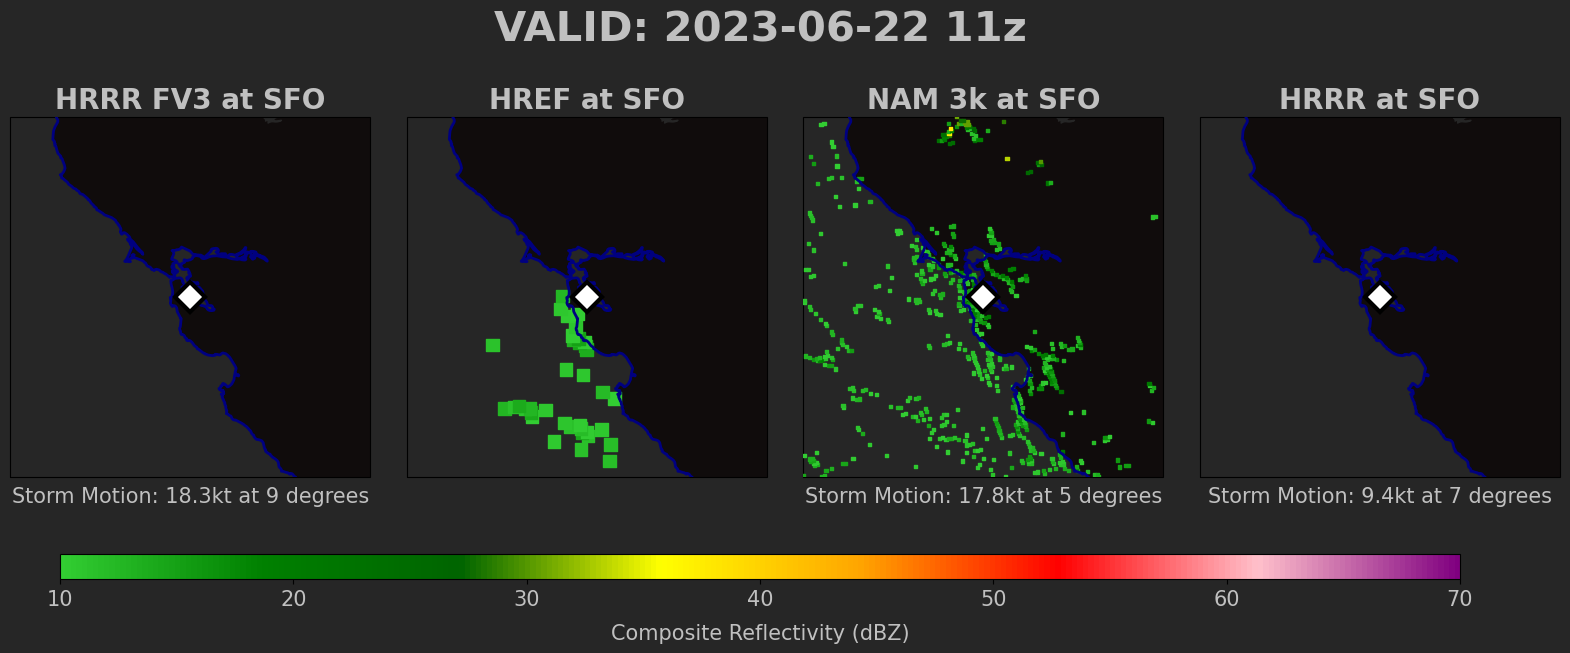 VALID: 2023-06-22 11z
HRRR FV3 at SFO
HREF at SFO
NAM 3k at SFO
HRRR at SFO
Storm Motion: 18.3kt at 9 degrees
Storm Motion: 17.8kt at 5 degrees
Storm Motion: 9.4kt at 7 degrees
10 20 30 40 50 60 70
Composite Reflectivity (dBZ)